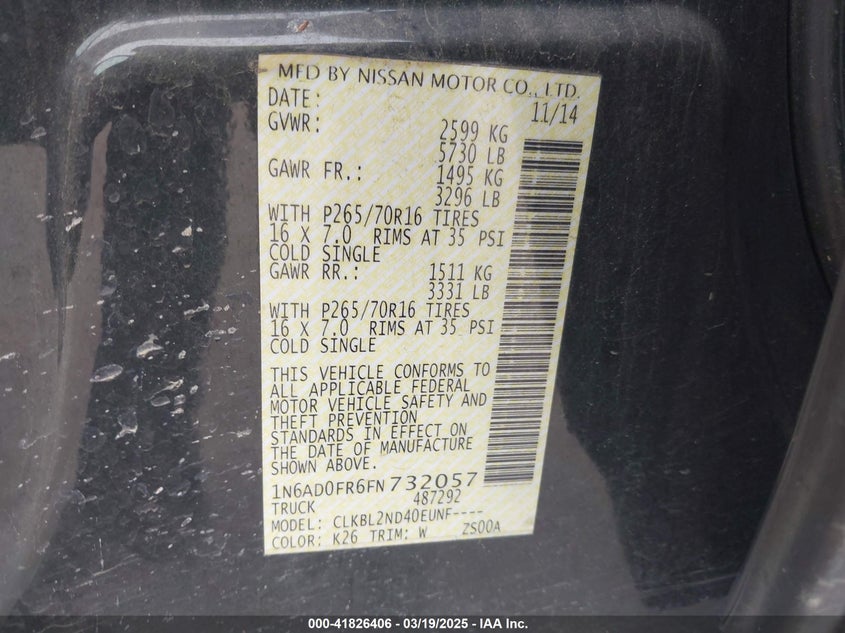 MFD BY NISSAN MOTOR CO., LTD.
DATE: 11/14
GVWR: 2599 KG
5730 LB
GAWR FR.: 1495 KG
3296 LB
WITH P265/70R16 TIRES
16 X 7.0 RIMS AT 35 PSI
COLD SINGLE
GAWR RR.: 1511 KG
3331 LB
WITH P265/70R16 TIRES
16 X 7.0 RIMS AT 35 PSI
COLD SINGLE
THIS VEHICLE CONFORMS TO
ALL APPLICABLE FEDERAL
MOTOR VEHICLE SAFETY AND
THEFT PREVENTION
STANDARDS IN EFFECT ON
THE DATE OF MANUFACTURE
SHOWN ABOVE.
1N6AD0FR6FN732057
TRUCK 487292
MODEL: CLKBL2ND40EUNF----
COLOR: K26 TRIM: W ZS00A
000-41826406 - 03/19/2025 - IAA Inc.